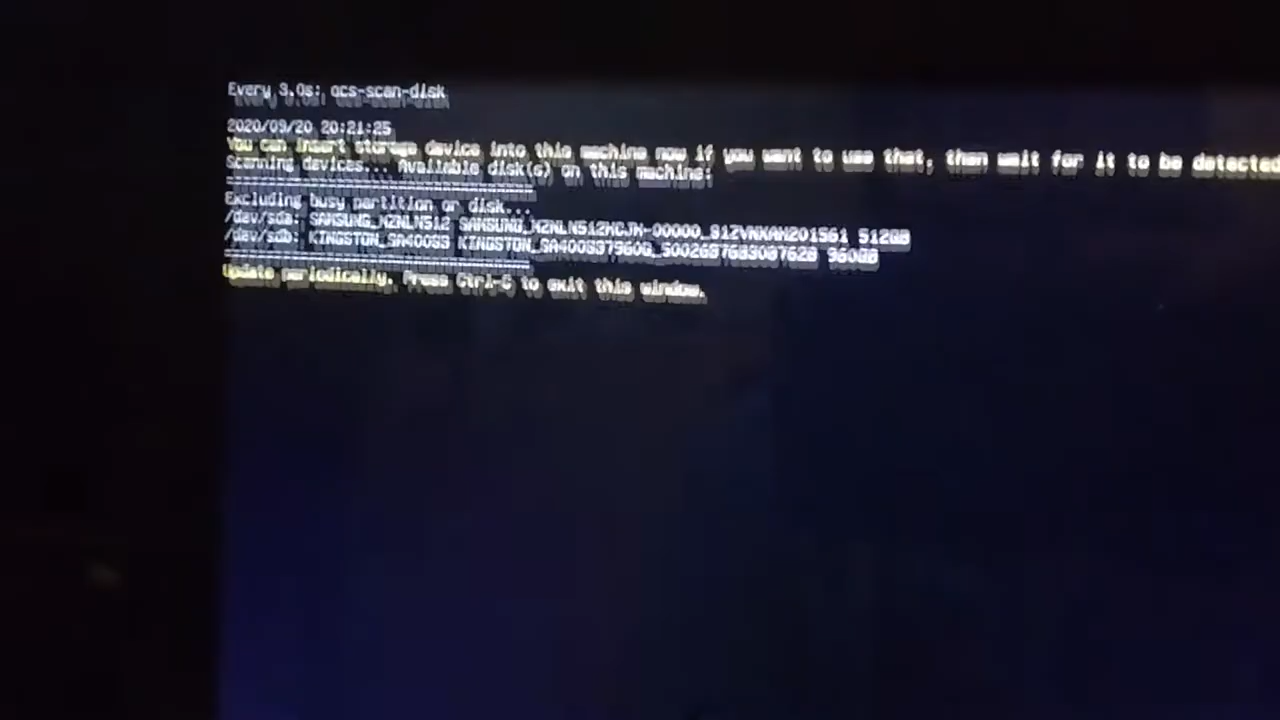 Every 3.0s: ocs-scan-disk
2020/09/20 20:21:25
You can insert storage device into this machine now if you want to use that, then wait for it to be detected
Scanning devices... Available disk(s) on this machine:
Excluding busy partition or disk...
/dev/sda: SAMSUNG_MZNLN512 512GB
/dev/sdb: KINGSTON_SA400S3 960GB
Update periodically. Press Ctrl-C to exit this window.